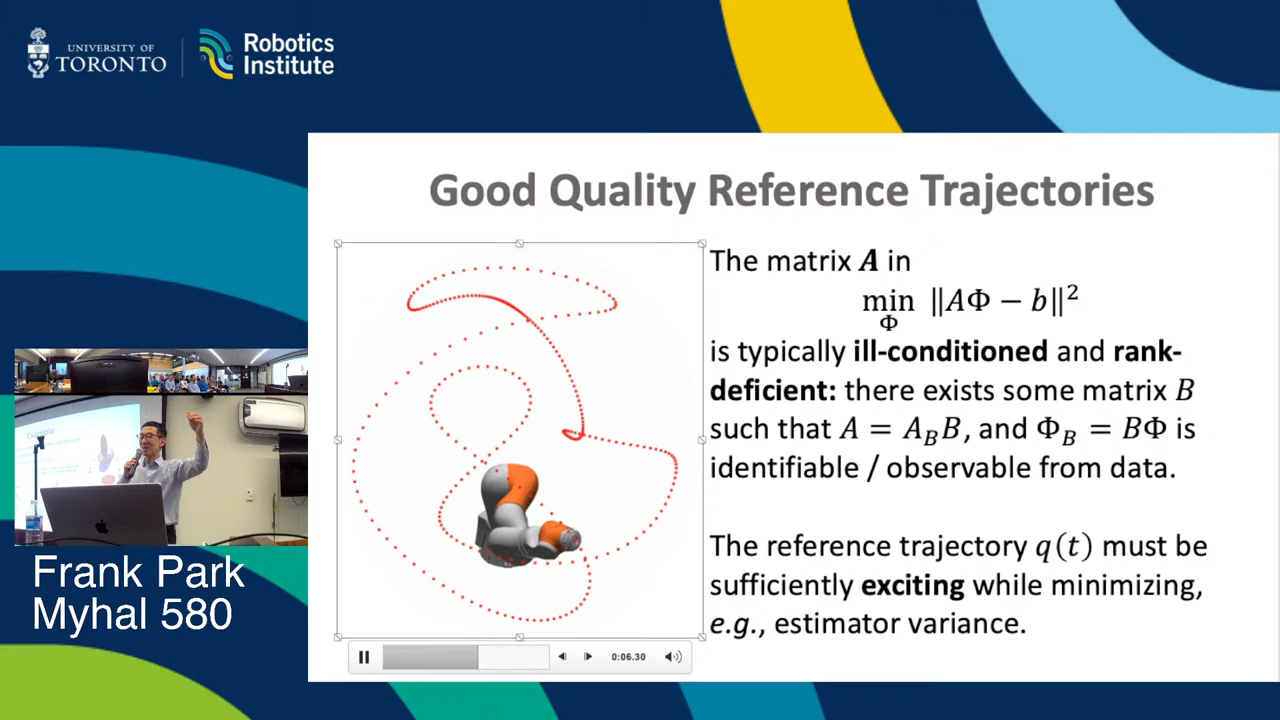 UNIVERSITY OF
TORONTO
Robotics
Institute
Good Quality Reference Trajectories
The matrix A in
min ‖AΦ − b‖²
Φ
is typically ill-conditioned and rank-
deficient: there exists some matrix B
such that A = A_B B, and Φ_B = BΦ is
identifiable / observable from data.
The reference trajectory q(t) must be
sufficiently exciting while minimizing,
e.g., estimator variance.
0:06.30
Example
Frank Park
Myhal 580